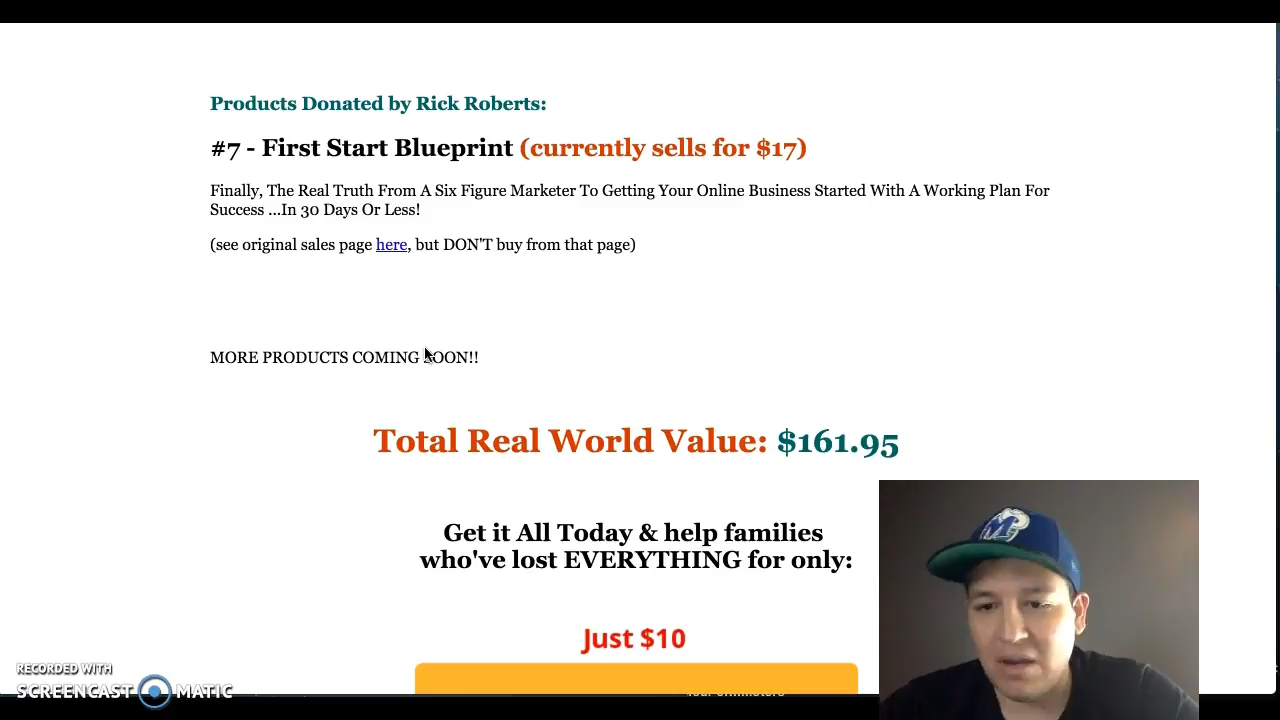 Products Donated by Rick Roberts:
#7 - First Start Blueprint (currently sells for $17)
Finally, The Real Truth From A Six Figure Marketer To Getting Your Online Business Started With A Working Plan For
Success ...In 30 Days Or Less!
(see original sales page here, but DON'T buy from that page)
MORE PRODUCTS COMING SOON!!
Total Real World Value: $161.95
Get it All Today & help families
who've lost EVERYTHING for only:
Just $10
RECORDED WITH
SCREENCAST MATIC
M